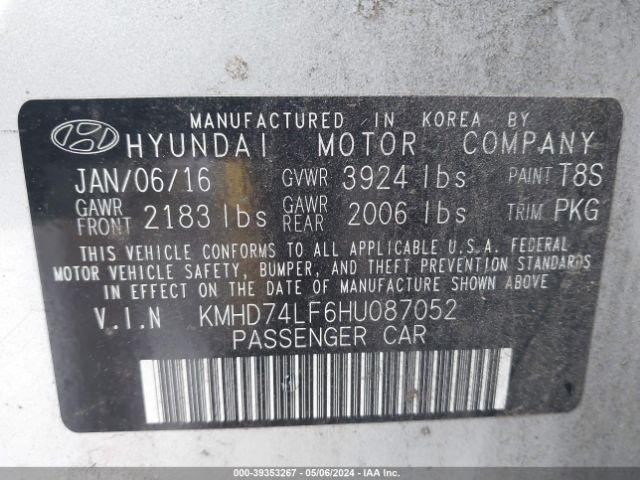 MANUFACTURED IN KOREA BY
HYUNDAI MOTOR COMPANY
JAN/06/16 GVWR 3924 lbs PAINT T8S
GAWR FRONT 2183 lbs GAWR REAR 2006 lbs TRIM PKG
THIS VEHICLE CONFORMS TO ALL APPLICABLE U.S.A. FEDERAL
MOTOR VEHICLE SAFETY, BUMPER, AND THEFT PREVENTION STANDARDS
IN EFFECT ON THE DATE OF MANUFACTURE SHOWN ABOVE
V.I.N KMHD74LF6HU087052
PASSENGER CAR
000-39353267 - 05/06/2024 - IAA Holdings, LLC.